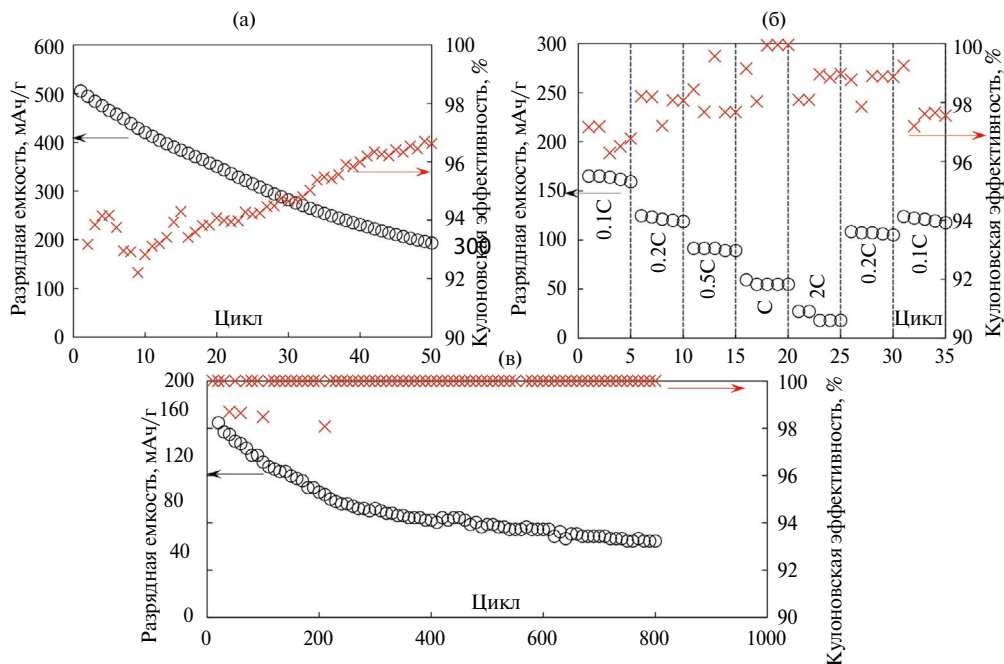 (а)
600
500
400
300
200
100
0
Разрядная емкость, мАч/г
100
98
96
94
92
90
Кулоновская эффективность, %
300
Цикл
0 10 20 30 40 50
(б)
300
250
200
150
100
50
0
Разрядная емкость, мАч/г
100
98
96
94
92
90
Кулоновская эффективность, %
0.1C
0.2C
0.5C
C
2C
0.2C
0.1C
Цикл
0 5 10 15 20 25 30 35
(в)
200
160
120
80
40
0
Разрядная емкость, мАч/г
100
98
96
94
92
90
Кулоновская эффективность, %
Цикл
0 200 400 600 800 1000